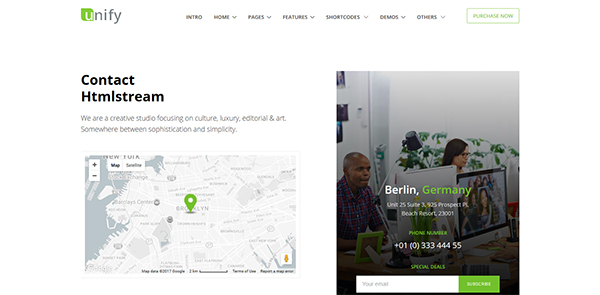 unify
INTRO
HOME
PAGES
FEATURES
SHORTCODES
DEMOS
OTHERS
PURCHASE NOW
Contact
Htmlstream
We are a creative studio focusing on culture, luxury, editorial & art.
Somewhere between sophistication and simplicity.
NEW YORK
+
−
Map
Satellite
Barclays Center
BROOKLYN
Map data ©2017 Google
2 km
Terms of Use
Report a map error
Berlin, Germany
Unit 25 Suite 3, 925 Prospect Pl,
Beach Resort, 23001
PHONE NUMBER
+01 (0) 333 444 55
SPECIAL DEALS
Your email
SUBSCRIBE